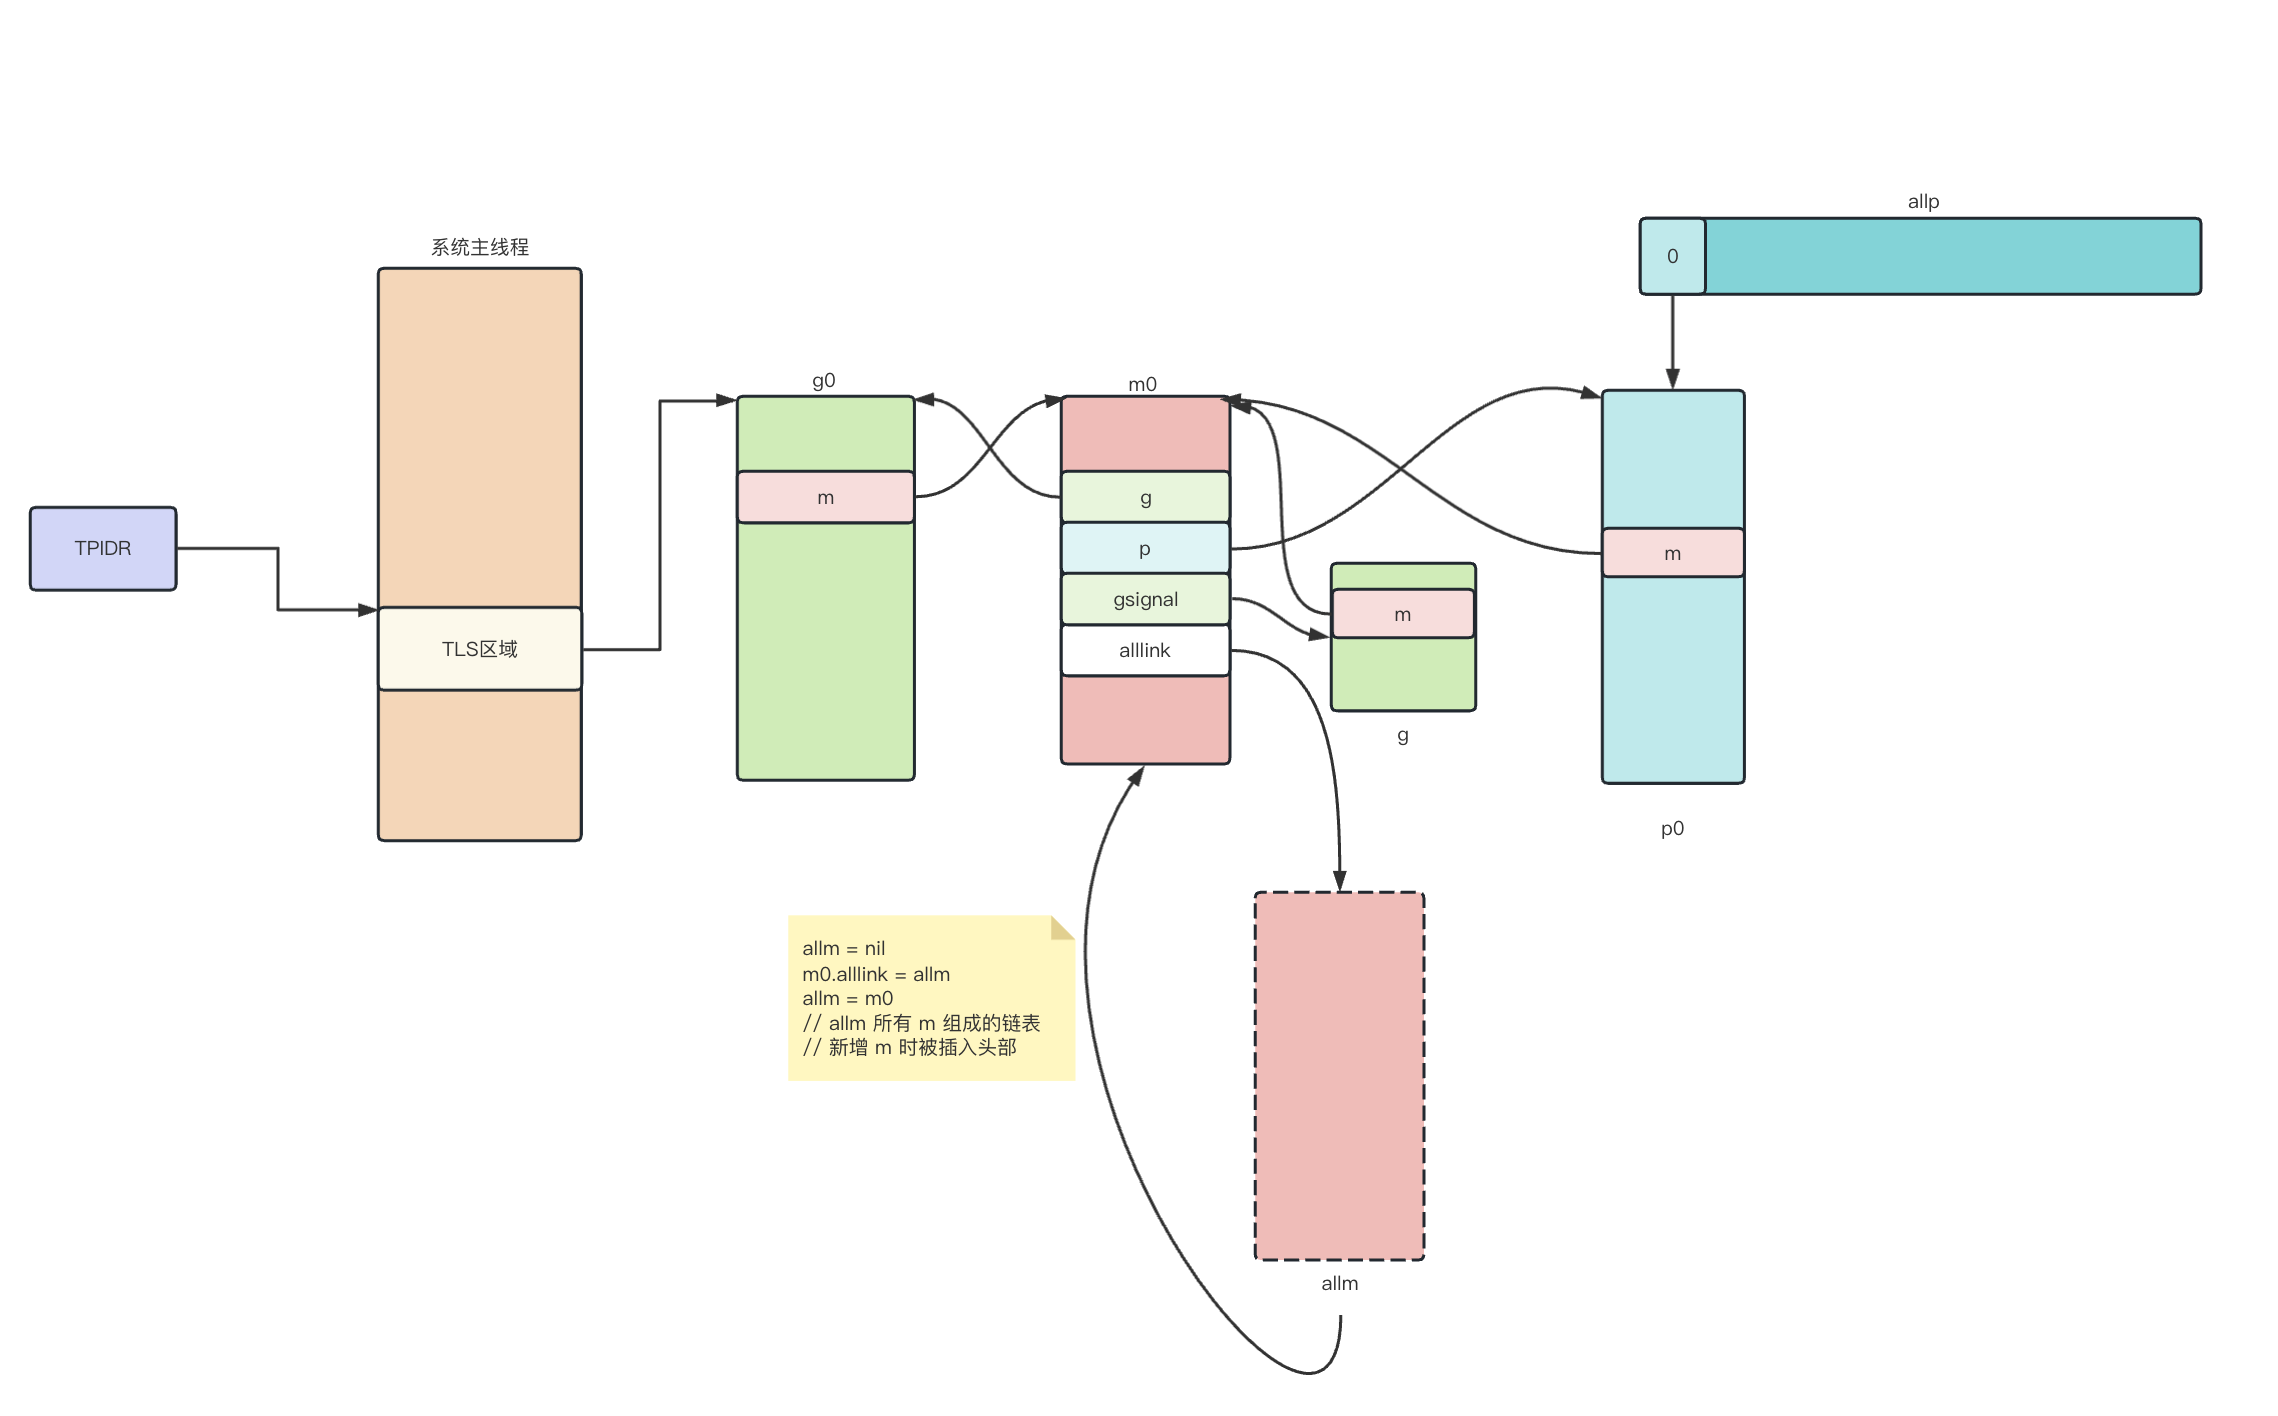 allp
0
系统主线程
g0
m0
m
g
m
TPIDR
p
m
gsignal
m
TLS区域
alllink
g
p0
allm = nil
m0.alllink = allm
allm = m0
// allm 所有 m 组成的链表
// 新增 m 时被插入头部
allm